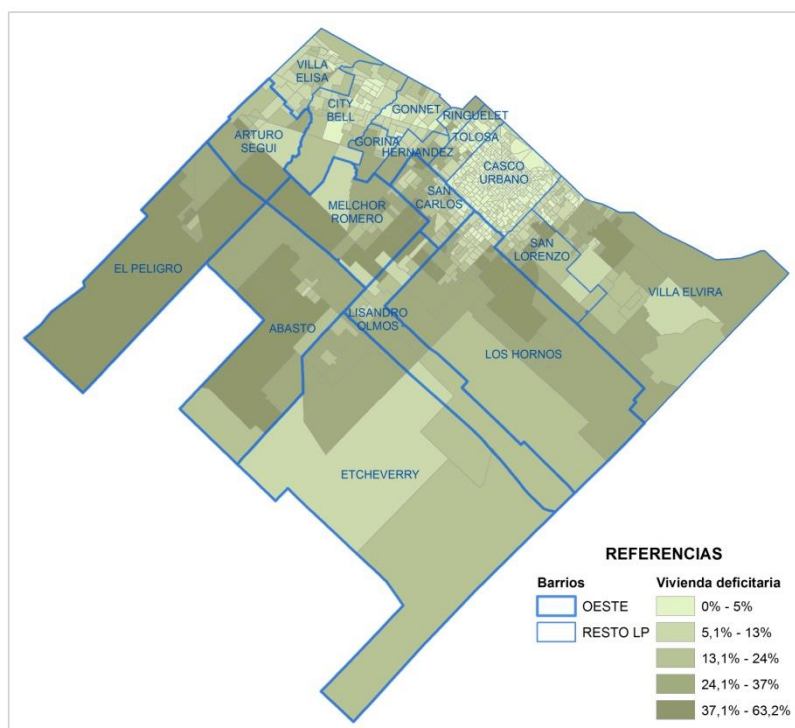 VILLA
ELISA
CITY
BELL
GONNET
RINGUELET
TOLOSA
GORINA
HERNANDEZ
ARTURO
SEGUI
CASCO
URBANO
SAN
CARLOS
MELCHOR
ROMERO
SAN
LORENZO
EL PELIGRO
VILLA ELVIRA
ABASTO
LISANDRO
OLMOS
LOS HORNOS
ETCHEVERRY
REFERENCIAS
Barrios
OESTE
RESTO LP
Vivienda deficitaria
0% - 5%
5,1% - 13%
13,1% - 24%
24,1% - 37%
37,1% - 63,2%